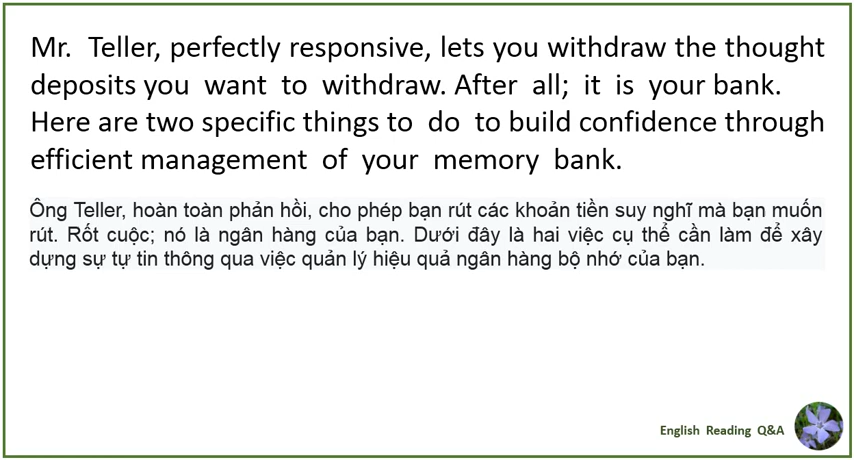 Mr. Teller, perfectly responsive, lets you withdraw the thought
deposits you want to withdraw. After all; it is your bank.
Here are two specific things to do to build confidence through
efficient management of your memory bank.
Ông Teller, hoàn toàn phản hồi, cho phép bạn rút các khoản tiền suy nghĩ mà bạn muốn
rút. Rốt cuộc; nó là ngân hàng của bạn. Dưới đây là hai việc cụ thể cần làm để xây
dựng sự tự tin thông qua việc quản lý hiệu quả ngân hàng bộ nhớ của bạn.
English Reading Q&A